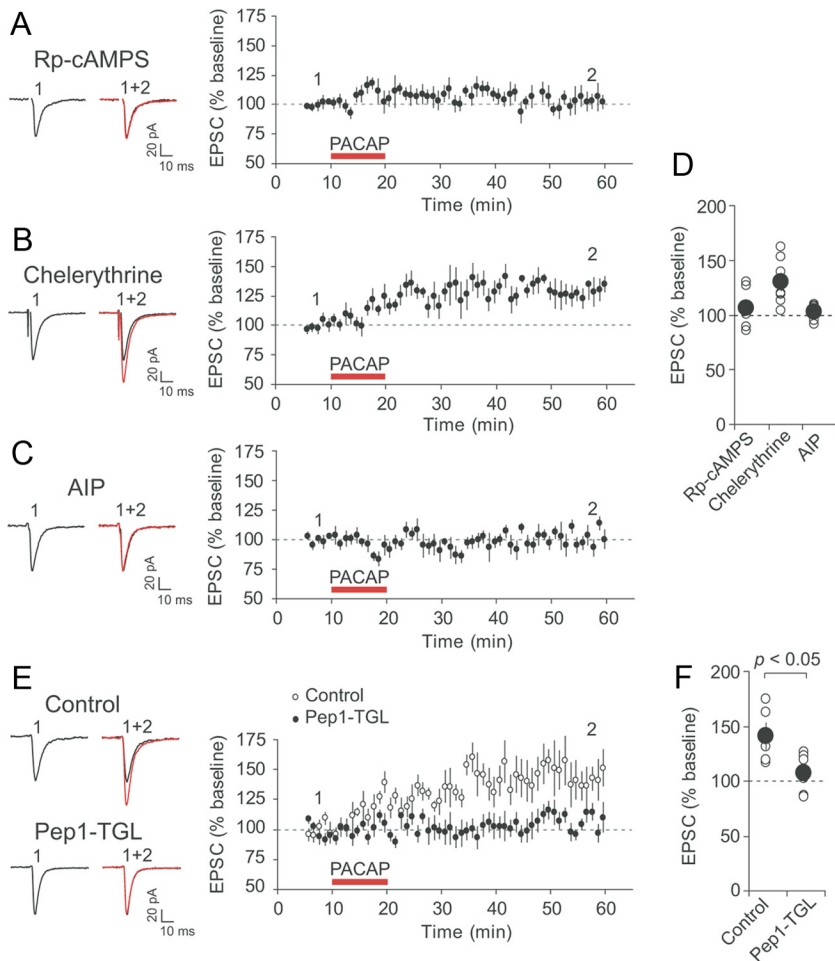 A
Rp-cAMPS
1
1+2
20 pA
10 ms
EPSC (% baseline)
175
150
125
100
75
50
1
2
PACAP
0 10 20 30 40 50 60
Time (min)
B
Chelerythrine
1
1+2
20 pA
10 ms
EPSC (% baseline)
175
150
125
100
75
50
1
2
PACAP
0 10 20 30 40 50 60
Time (min)
C
AIP
1
1+2
20 pA
10 ms
EPSC (% baseline)
175
150
125
100
75
50
1
2
PACAP
0 10 20 30 40 50 60
Time (min)
D
EPSC (% baseline)
200
150
100
50
0
Rp-cAMPS
Chelerythrine
AIP
E
Control
1
1+2
Pep1-TGL
1
1+2
20 pA
10 ms
Control
Pep1-TGL
EPSC (% baseline)
175
150
125
100
75
50
1
2
PACAP
0 10 20 30 40 50 60
Time (min)
F
p < 0.05
EPSC (% baseline)
200
150
100
50
0
Control
Pep1-TGL